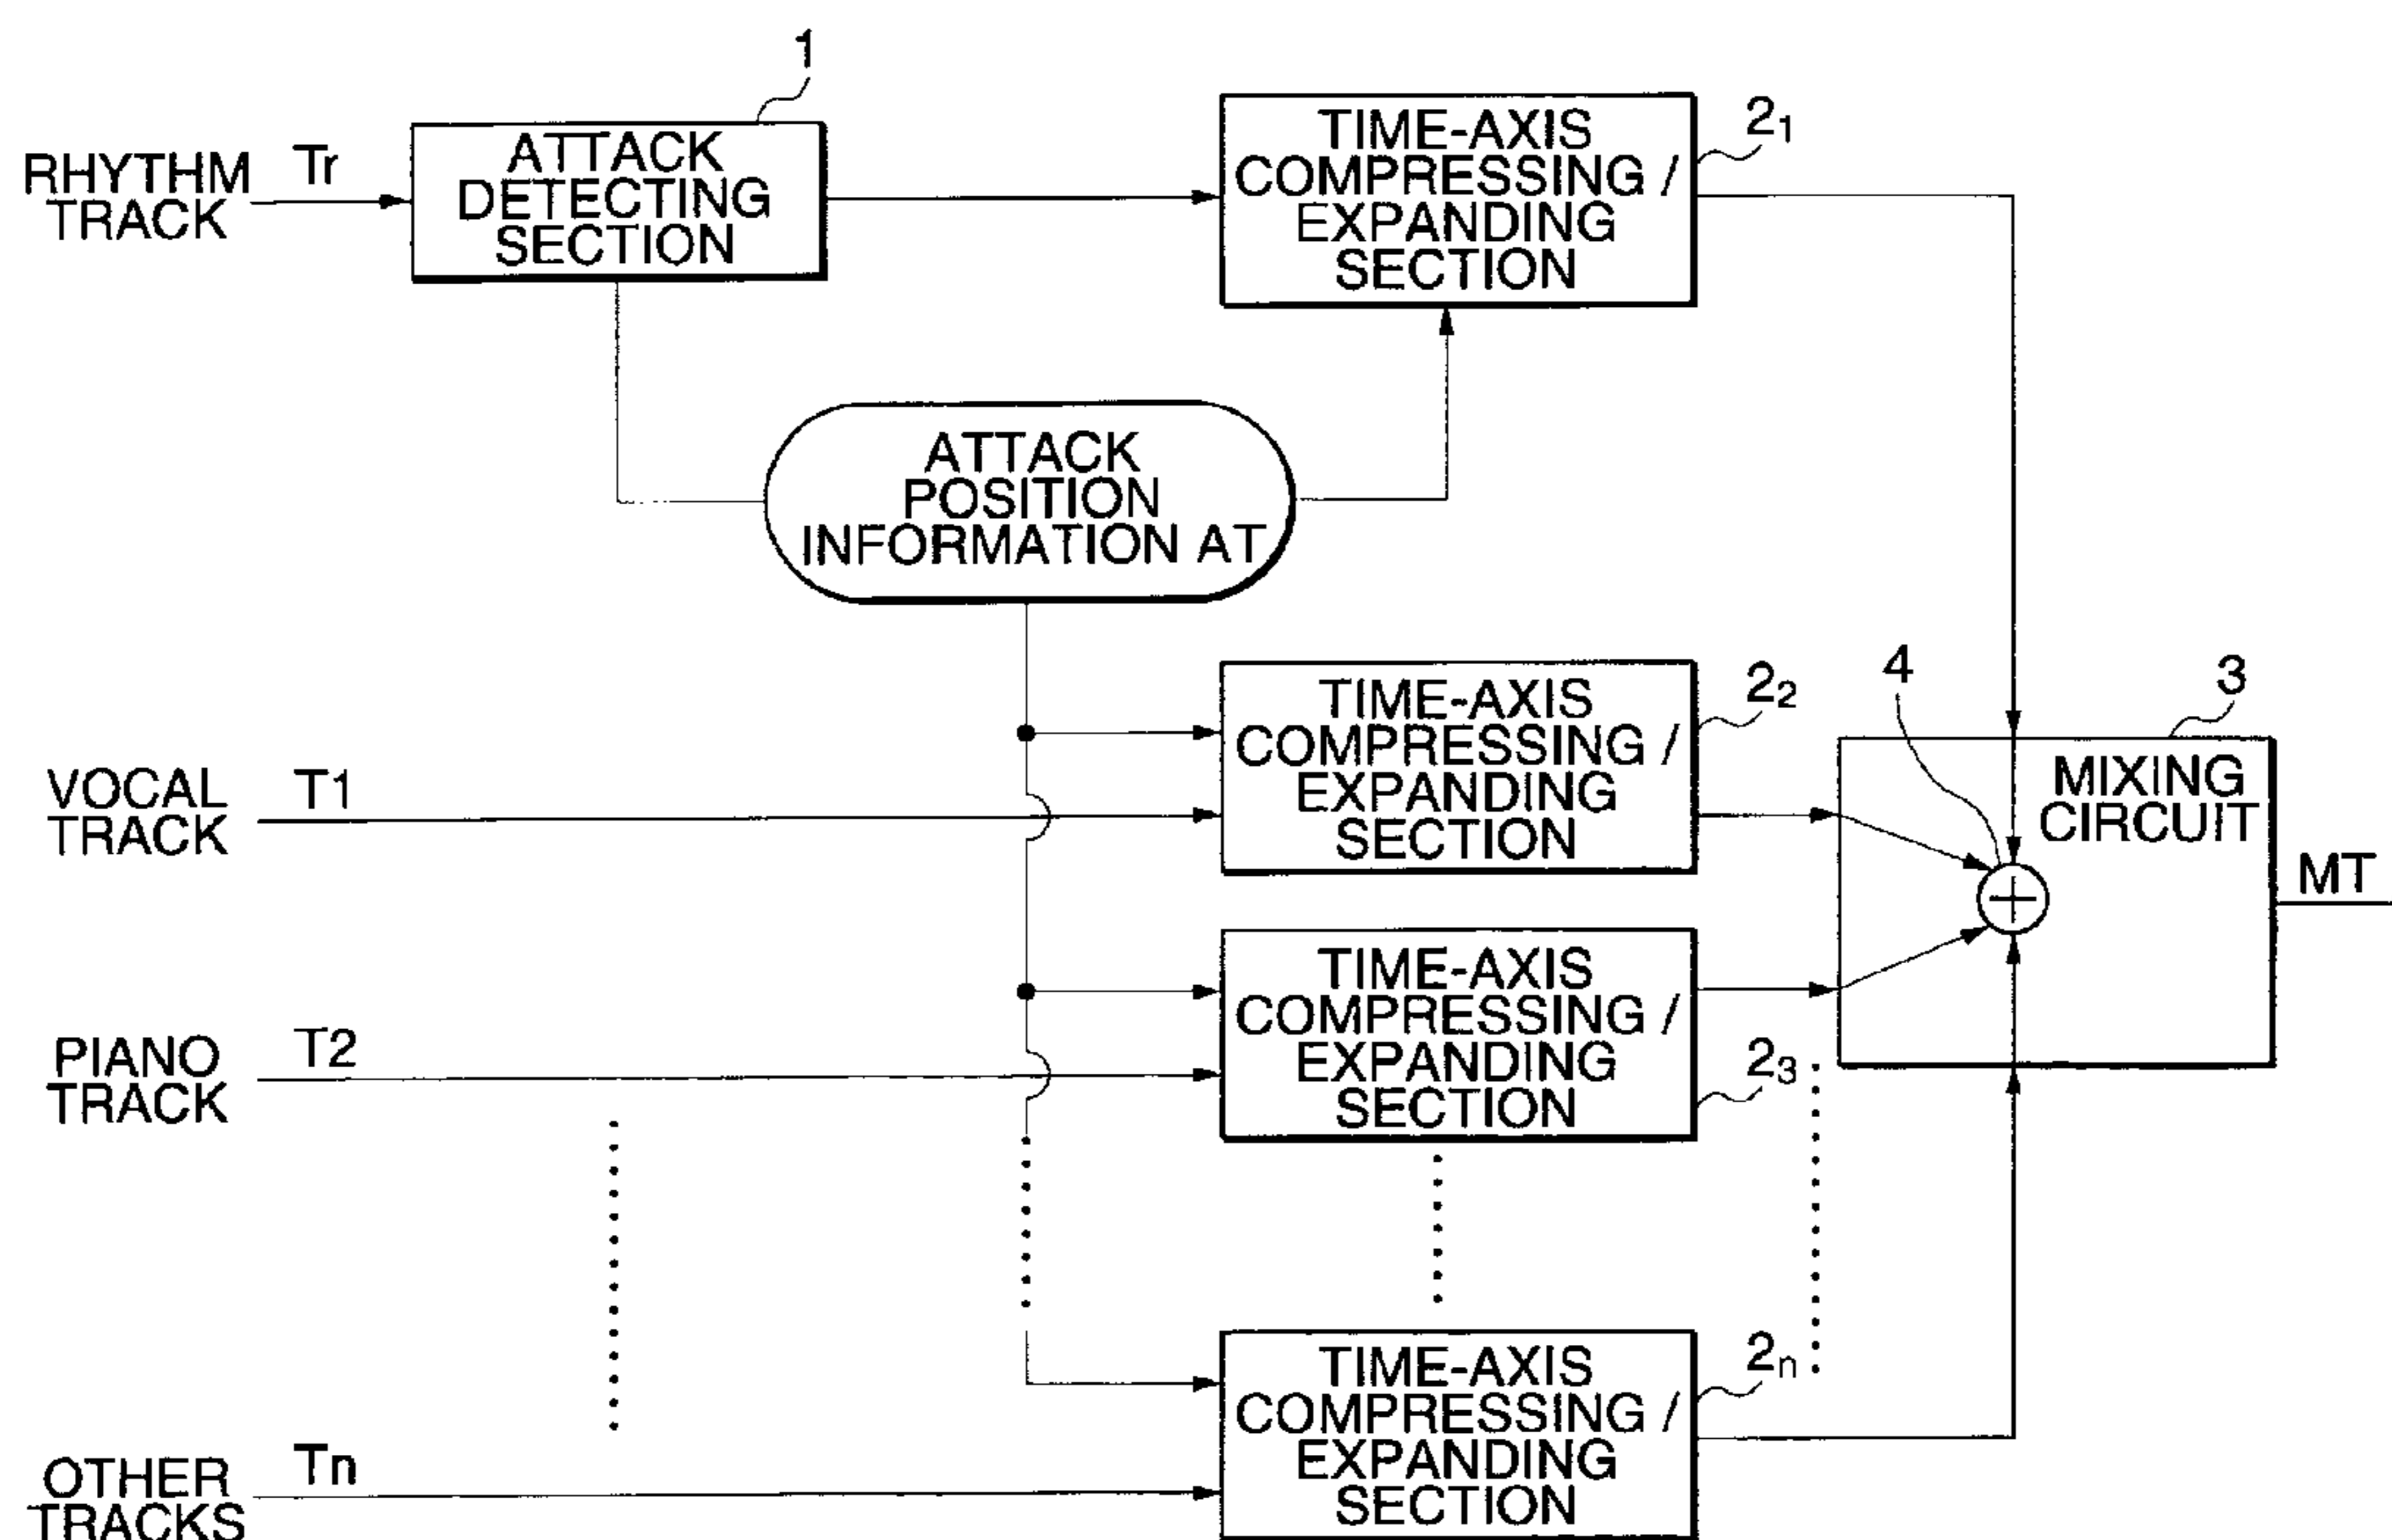 1
RHYTHM
TRACK
Tr
ATTACK
DETECTING
SECTION
TIME-AXIS
COMPRESSING /
EXPANDING
SECTION
2₁
ATTACK
POSITION
INFORMATION AT
VOCAL
TRACK
T1
TIME-AXIS
COMPRESSING /
EXPANDING
SECTION
2₂
4
3
MIXING
CIRCUIT
MT
PIANO
TRACK
T2
TIME-AXIS
COMPRESSING /
EXPANDING
SECTION
2₃
OTHER
TRACKS
Tn
TIME-AXIS
COMPRESSING /
EXPANDING
SECTION
2ₙ